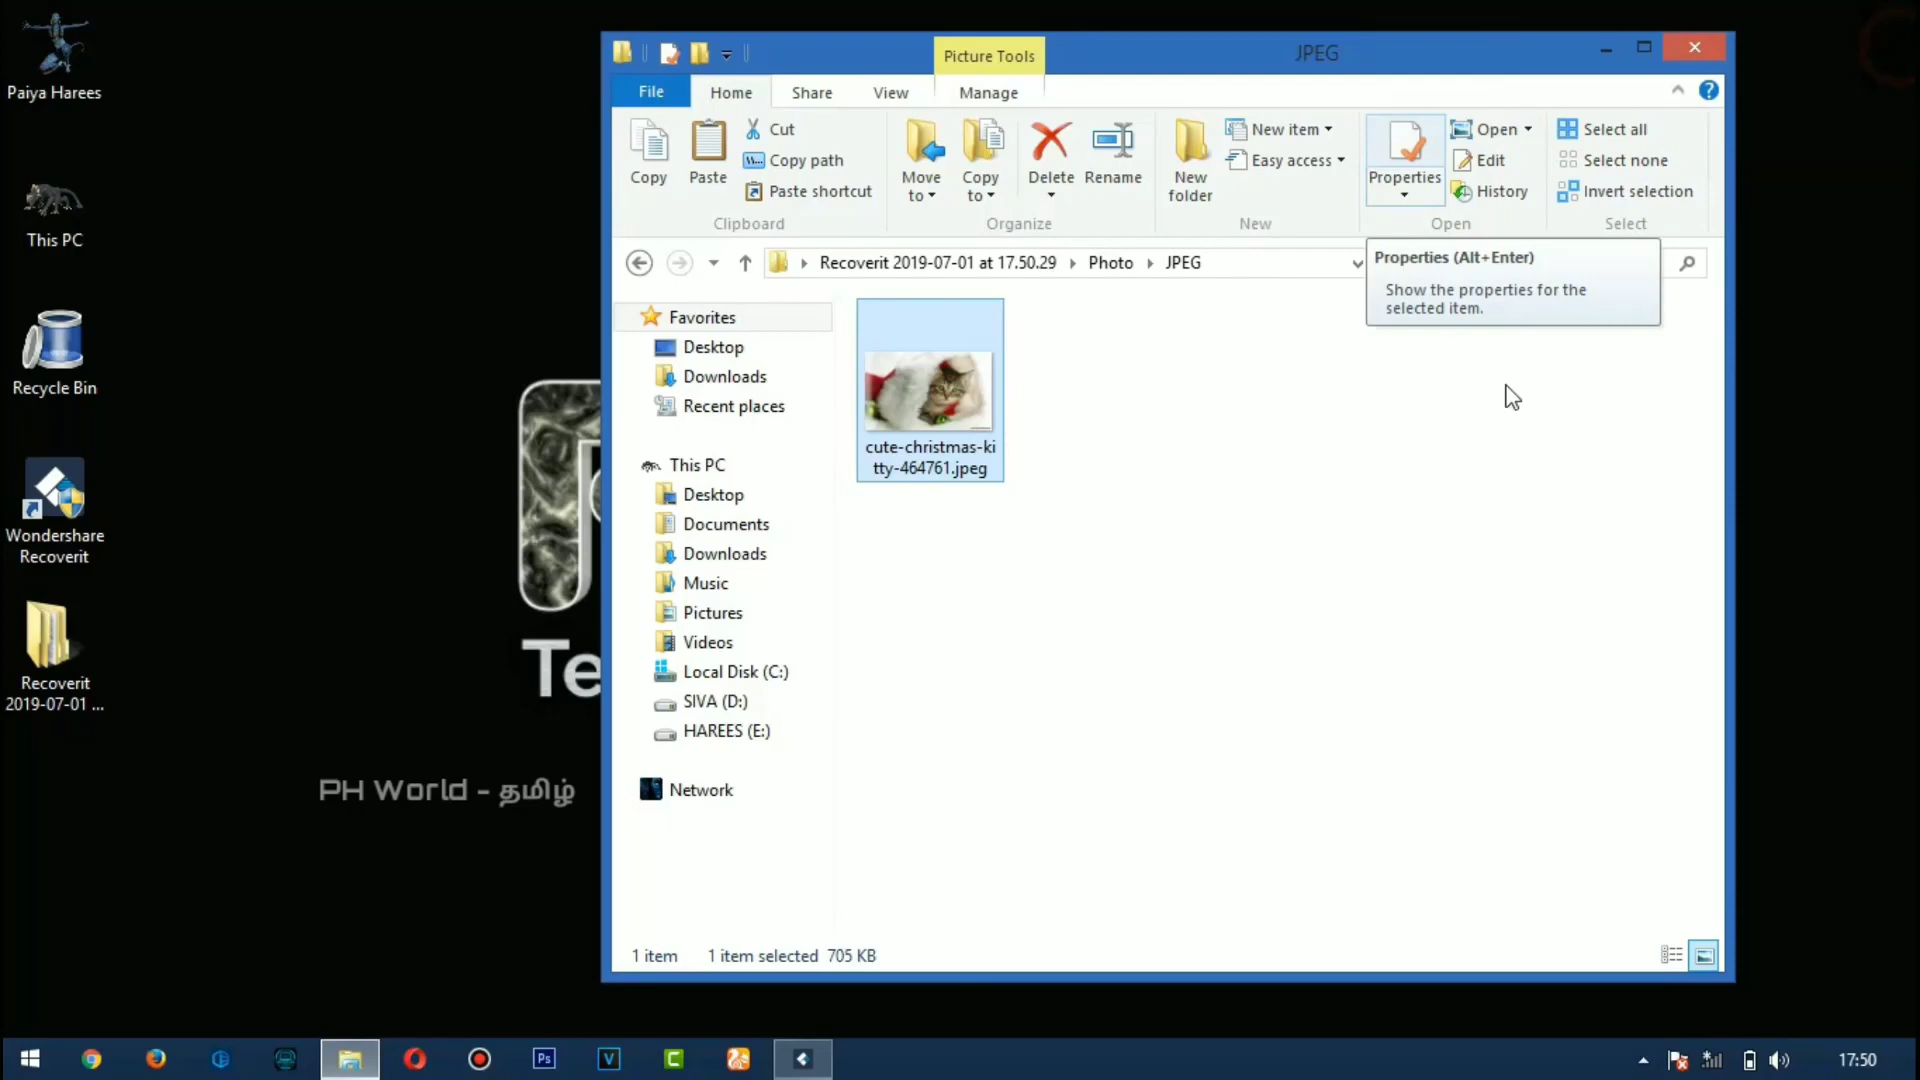 Paiya Harees
This PC
Recycle Bin
Wondershare
Recoverit
Recoverit
2019-07-01 ...
Te
PH World - தமிழ்
Picture Tools
JPEG
File
Home
Share
View
Manage
Copy
Paste
Cut
Copy path
Paste shortcut
Clipboard
Move
to
Copy
to
Delete
Rename
Organize
New
folder
New item
Easy access
New
Properties
Open
Edit
History
Open
Select all
Select none
Invert selection
Select
Recoverit 2019-07-01 at 17.50.29
Photo
JPEG
Properties (Alt+Enter)
Show the properties for the
selected item.
Favorites
Desktop
Downloads
Recent places
This PC
Desktop
Documents
Downloads
Music
Pictures
Videos
Local Disk (C:)
SIVA (D:)
HAREES (E:)
Network
cute-christmas-ki
tty-464761.jpeg
1 item
1 item selected 705 KB
Ps
V
C
17:50